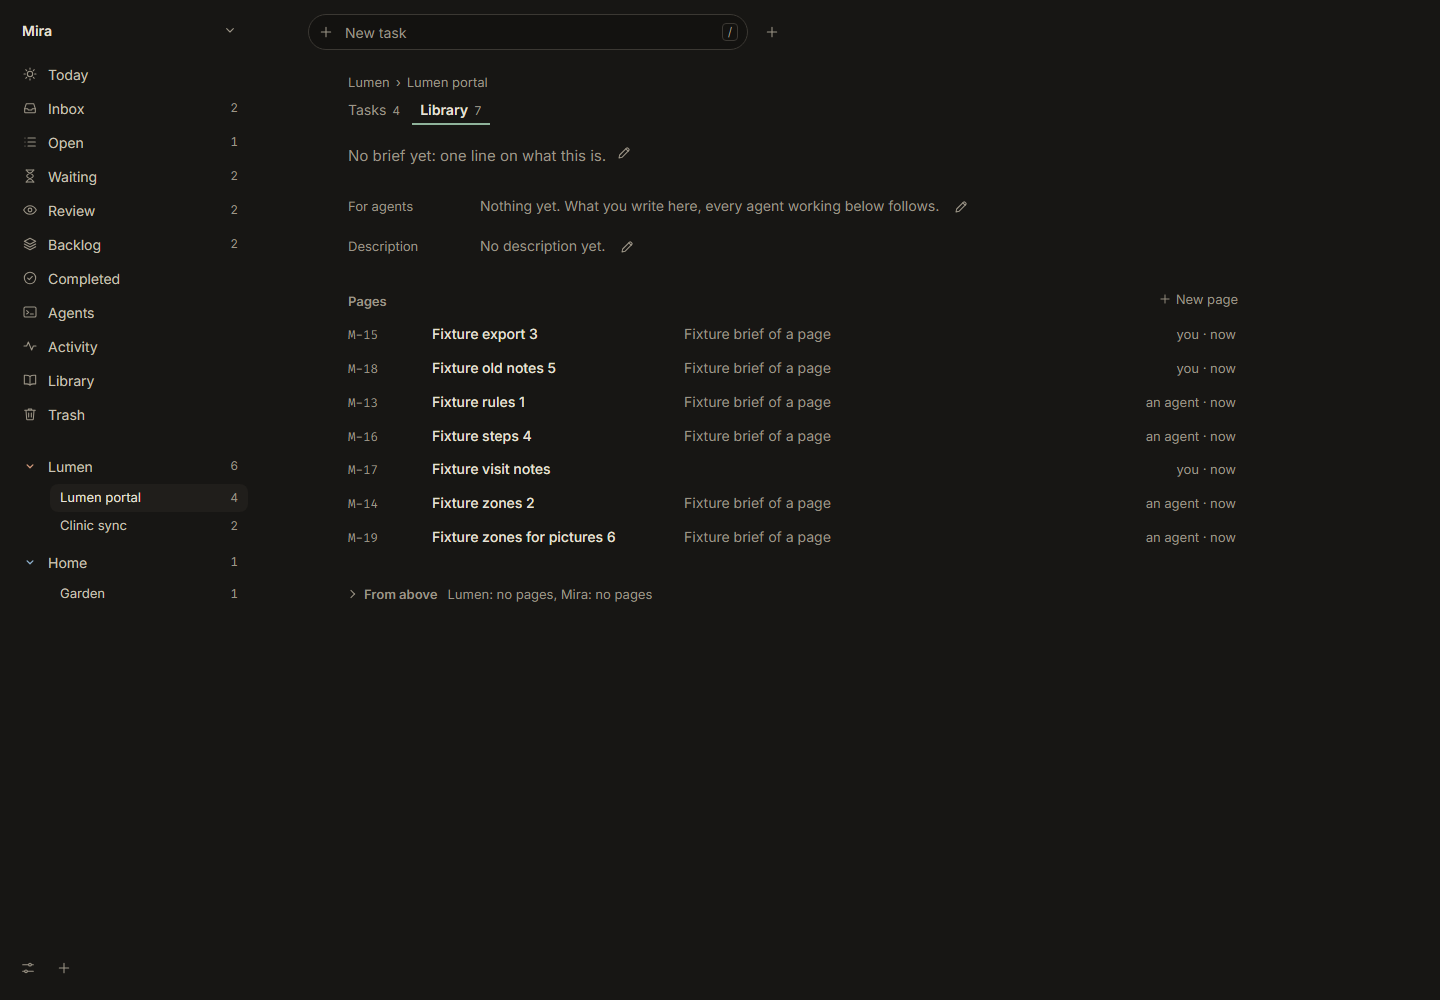 Mira
New task /
Today
Inbox 2
Open 1
Waiting 2
Review 2
Backlog 2
Completed
Agents
Activity
Library
Trash
Lumen 6
Lumen portal 4
Clinic sync 2
Home 1
Garden 1
Lumen › Lumen portal
Tasks 4 Library 7
No brief yet: one line on what this is.
For agents Nothing yet. What you write here, every agent working below follows.
Description No description yet.
Pages New page
M-15 Fixture export 3 Fixture brief of a page you · now
M-18 Fixture old notes 5 Fixture brief of a page you · now
M-13 Fixture rules 1 Fixture brief of a page an agent · now
M-16 Fixture steps 4 Fixture brief of a page an agent · now
M-17 Fixture visit notes you · now
M-14 Fixture zones 2 Fixture brief of a page an agent · now
M-19 Fixture zones for pictures 6 Fixture brief of a page an agent · now
From above Lumen: no pages, Mira: no pages